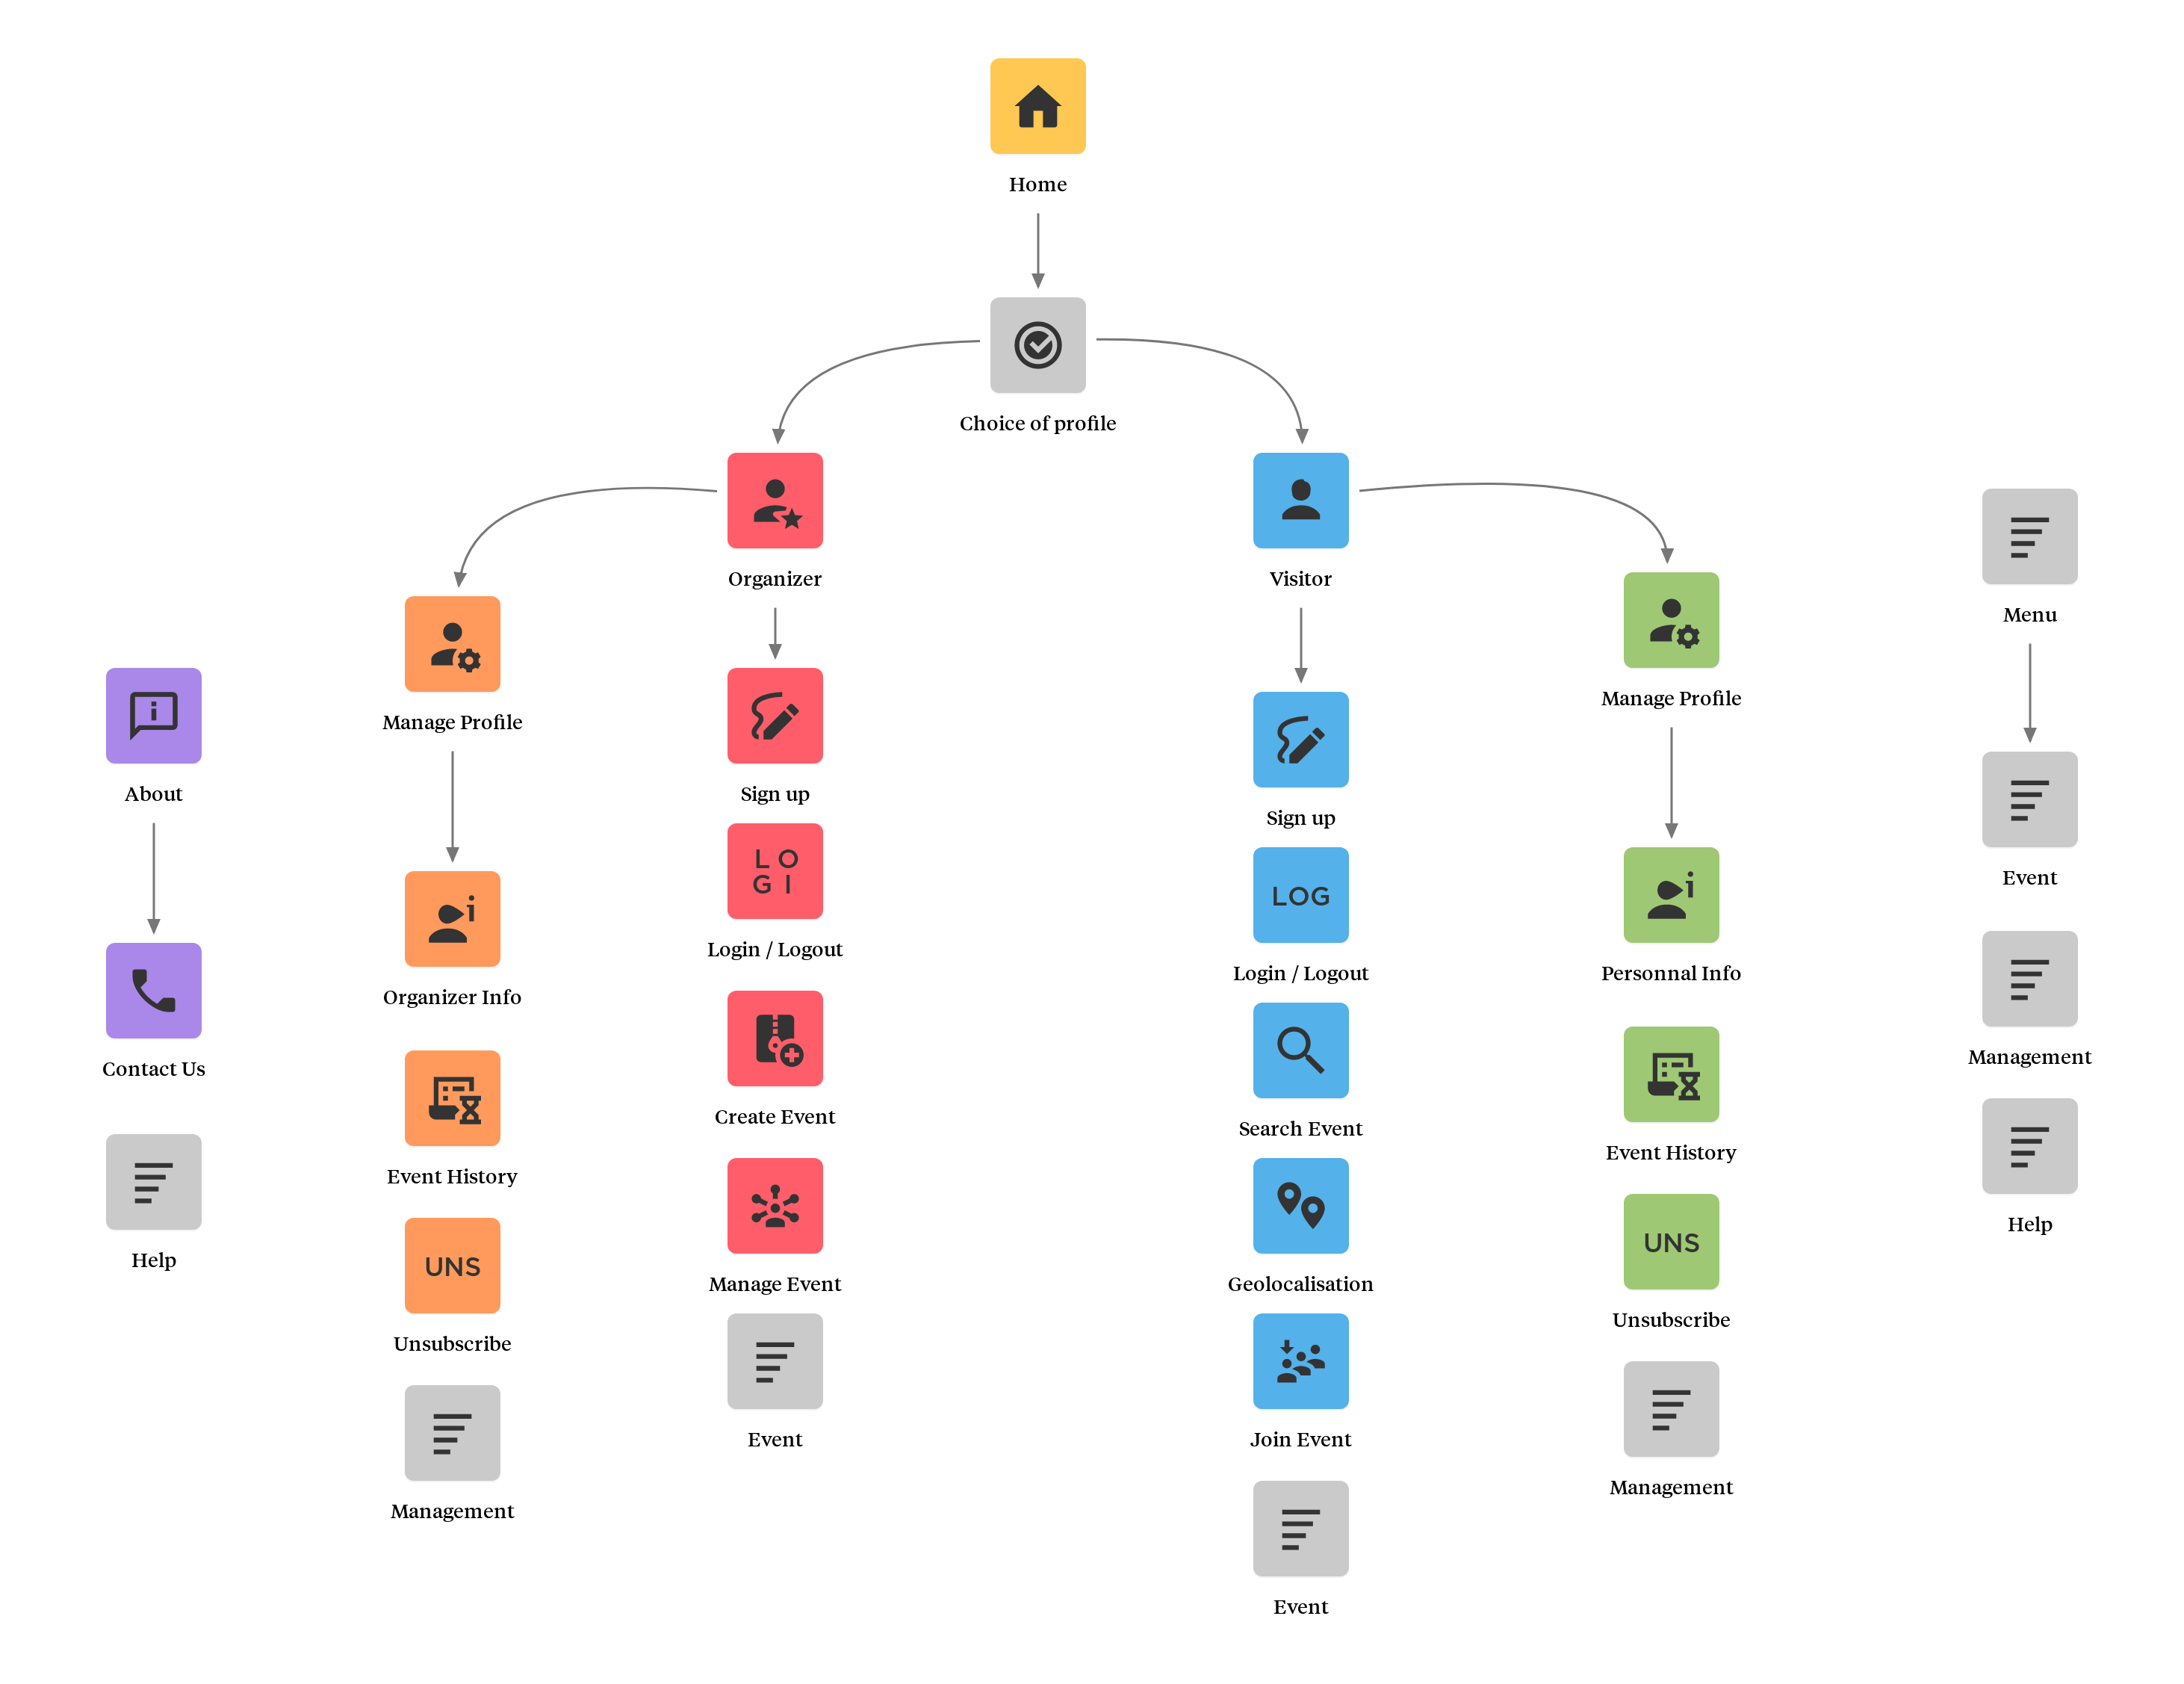 Home
Choice of profile
About
Contact Us
Help
Manage Profile
Organizer Info
Event History
UNS
Unsubscribe
Management
Organizer
Sign up
LO
GI
Login / Logout
Create Event
Manage Event
Event
Visitor
Sign up
LOG
Login / Logout
Search Event
Geolocalisation
Join Event
Event
Manage Profile
Personnal Info
Event History
UNS
Unsubscribe
Management
Menu
Event
Management
Help